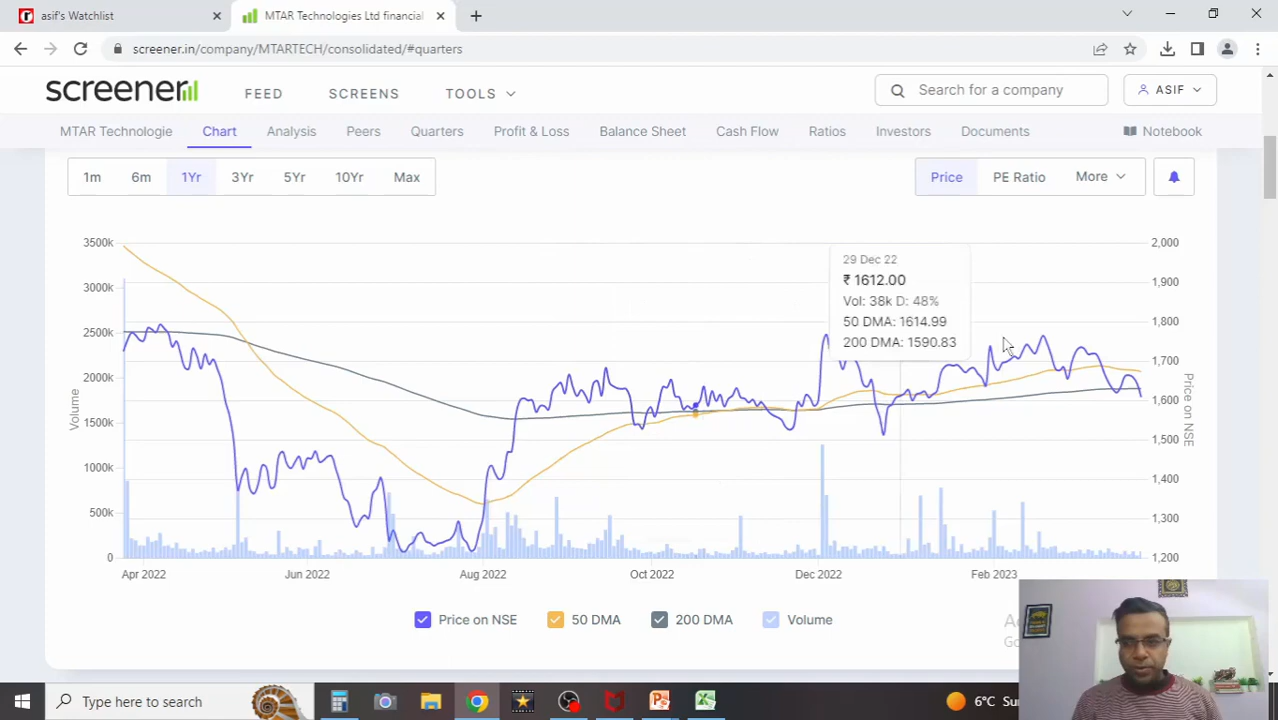 asif's Watchlist
MTAR Technologies Ltd financial
screener.in/company/MTARTECH/consolidated/#quarters
screener
FEED
SCREENS
TOOLS
Search for a company
ASIF
MTAR Technologie
Chart
Analysis
Peers
Quarters
Profit & Loss
Balance Sheet
Cash Flow
Ratios
Investors
Documents
Notebook
1m
6m
1Yr
3Yr
5Yr
10Yr
Max
Price
PE Ratio
More
3500k
3000k
2500k
2000k
1500k
1000k
500k
0
Volume
29 Dec 22
₹ 1612.00
Vol: 38k D: 48%
50 DMA: 1614.99
200 DMA: 1590.83
2,000
1,900
1,800
1,700
1,600
1,500
1,400
1,300
1,200
Price on NSE
Apr 2022
Jun 2022
Aug 2022
Oct 2022
Dec 2022
Feb 2023
Price on NSE
50 DMA
200 DMA
Volume
Type here to search
6°C